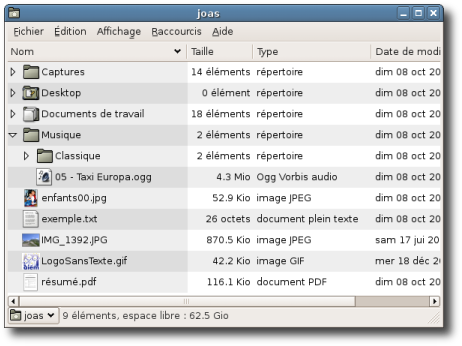 joas
Fichier Édition Affichage Raccourcis Aide
Nom Taille Type Date de modi
Captures 14 éléments répertoire dim 08 oct 20
Desktop 0 élément répertoire dim 08 oct 20
Documents de travail 18 éléments répertoire dim 08 oct 20
Musique 2 éléments répertoire dim 08 oct 20
Classique 2 éléments répertoire dim 08 oct 20
05 - Taxi Europa.ogg 4.3 Mio Ogg Vorbis audio dim 08 oct 20
enfants00.jpg 52.9 Kio image JPEG dim 08 oct 20
exemple.txt 26 octets document plein texte dim 08 oct 20
IMG_1392.JPG 870.5 Kio image JPEG sam 17 jui 20
LogoSansTexte.gif 42.2 Kio image GIF mer 18 déc 20
résumé.pdf 116.1 Kio document PDF dim 08 oct 20
joas 9 éléments, espace libre : 62.5 Gio